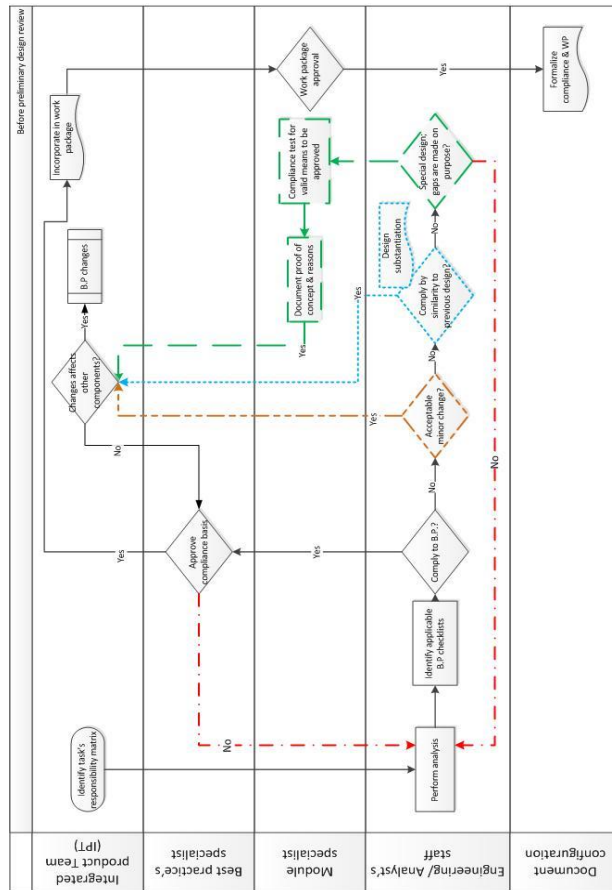 Before preliminary design review
Integrated
product Team
(IPT)
Identify task's
responsibility matrix
Changes affects
other
components?
Yes
B.P changes
Incorporate in work
package
No
Best practice's
specialist
Approve
compliance basis
Yes
No
Module
specialist
Yes
Document proof of
concept & reasons
Compliance test for
valid means to be
approved
Work package
approval
Engineering/ Analyst's
staff
Perform analysis
Identify applicable
B.P checklists
Comply to B.P.?
Yes
No
Acceptable
minor change?
Yes
No
Comply by
similarity to
previous design?
Yes
Design
substantiation
No
Special design;
gaps are made on
purpose?
No
Yes
Document
configuration
Formalize
compliance & WP